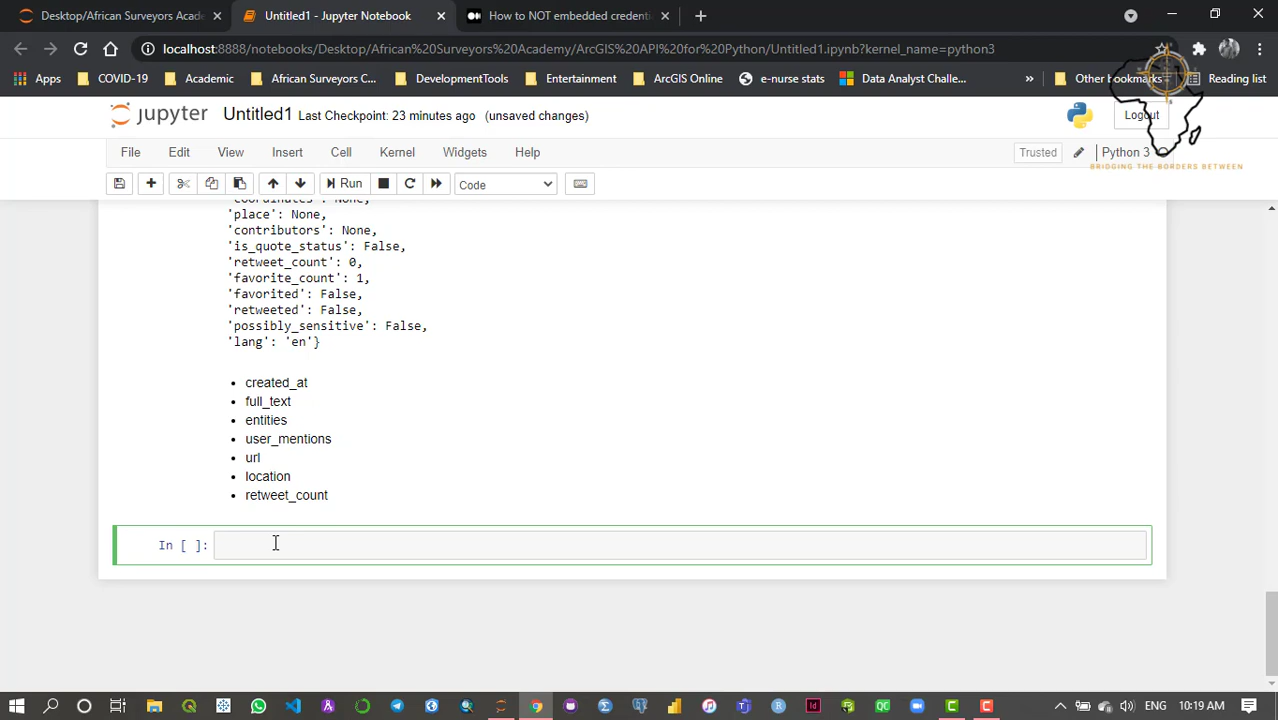 Desktop/African Surveyors Acade
Untitled1 - Jupyter Notebook
How to NOT embedded credenti
localhost:8888/notebooks/Desktop/African%20Surveyors%20Academy/ArcGIS%20API%20for%20Python/Untitled1.ipynb?kernel_name=python3
Apps COVID-19 Academic African Surveyors C... DevelopmentTools Entertainment ArcGIS Online e-nurse stats Data Analyst Challe... » Other bookmarks Reading list
jupyter Untitled1 Last Checkpoint: 23 minutes ago (unsaved changes) Logout
File Edit View Insert Cell Kernel Widgets Help Trusted Python 3
BRIDGING THE BORDERS BETWEEN
Run Code
'coordinates': None,
'place': None,
'contributors': None,
'is_quote_status': False,
'retweet_count': 0,
'favorite_count': 1,
'favorited': False,
'retweeted': False,
'possibly_sensitive': False,
'lang': 'en'}
• created_at
• full_text
• entities
• user_mentions
• url
• location
• retweet_count
In [ ]:
ENG 10:19 AM